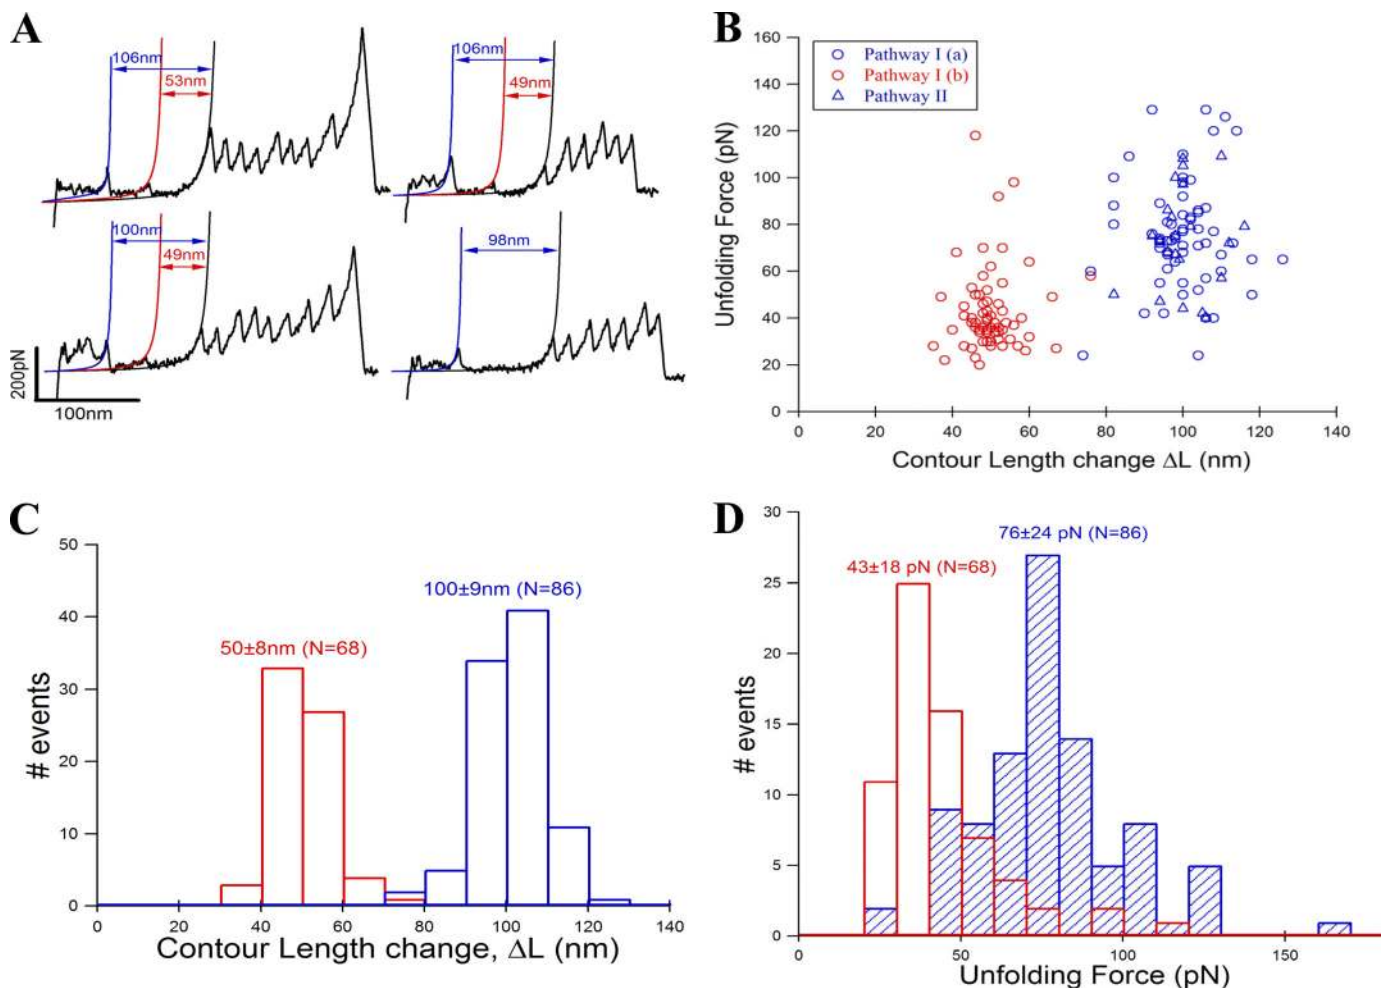 A
106nm
53nm
106nm
49nm
100nm
49nm
98nm
200pN
100nm
B
160
140
120
100
80
60
40
20
0
Unfolding Force (pN)
Pathway I (a)
Pathway I (b)
Pathway II
0 20 40 60 80 100 120 140
Contour Length change ΔL (nm)
C
50
40
30
20
10
0
# events
50±8nm (N=68)
100±9nm (N=86)
0 20 40 60 80 100 120 140
Contour Length change, ΔL (nm)
D
30
25
20
15
10
5
0
# events
43±18 pN (N=68)
76±24 pN (N=86)
0 50 100 150
Unfolding Force (pN)